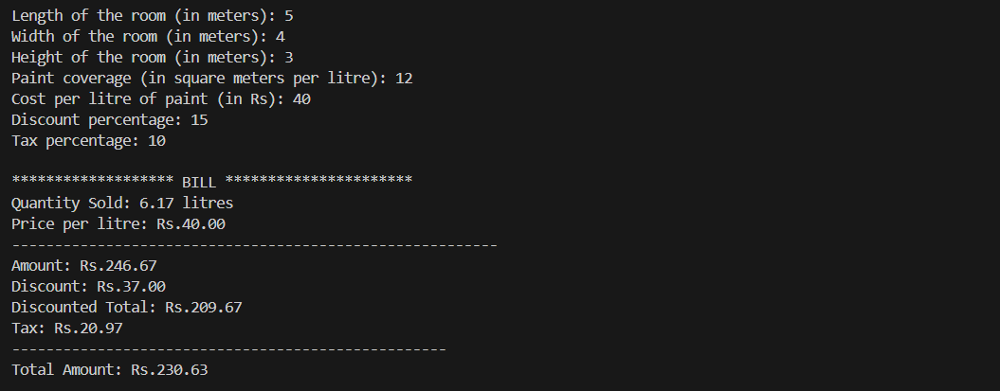 Length of the room (in meters): 5
Width of the room (in meters): 4
Height of the room (in meters): 3
Paint coverage (in square meters per litre): 12
Cost per litre of paint (in Rs): 40
Discount percentage: 15
Tax percentage: 10
******************* BILL **********************
Quantity Sold: 6.17 litres
Price per litre: Rs.40.00
---------------------------------------------------------
Amount: Rs.246.67
Discount: Rs.37.00
Discounted Total: Rs.209.67
Tax: Rs.20.97
---------------------------------------------------
Total Amount: Rs.230.63